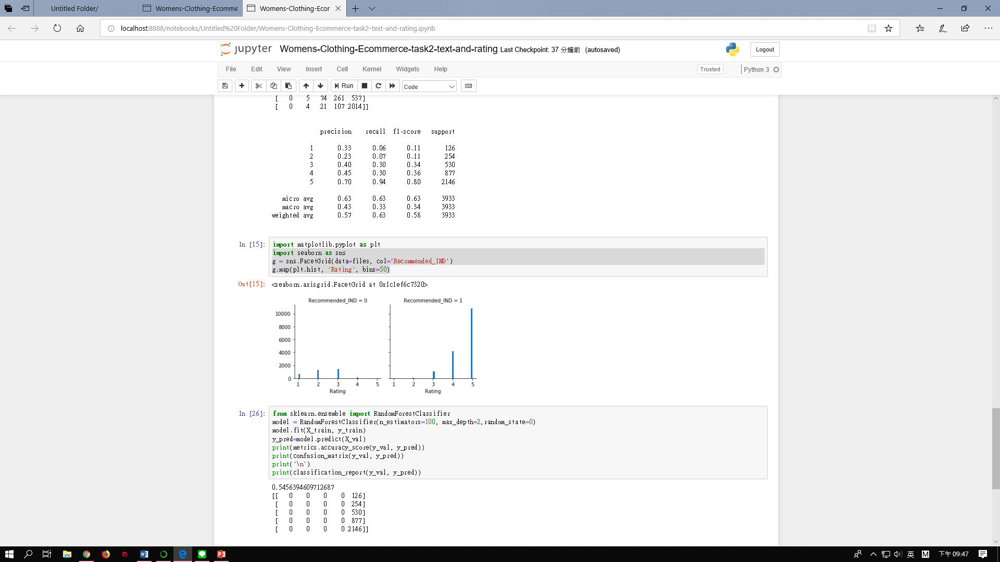 Untitled Folder/
Womens-Clothing-Ecomme
Womens-Clothing-Ecor
localhost:8888/notebooks/Untitled%20Folder/Womens-Clothing-Ecommerce-task2-text-and-rating.ipynb
jupyter Womens-Clothing-Ecommerce-task2-text-and-rating Last Checkpoint: 37 分鐘前 (autosaved)
Logout
File Edit View Insert Cell Kernel Widgets Help
Trusted
Python 3
Run
Code
[ 0 5 74 261 537]
[ 0 4 21 107 2014]]
precision recall f1-score support
1 0.33 0.06 0.11 126
2 0.23 0.07 0.11 254
3 0.40 0.30 0.34 530
4 0.45 0.30 0.36 877
5 0.70 0.94 0.80 2146
micro avg 0.63 0.63 0.63 3933
macro avg 0.43 0.33 0.34 3933
weighted avg 0.57 0.63 0.58 3933
In [15]:
import matplotlib.pyplot as plt
import seaborn as sns
g = sns.FacetGrid(data=files, col='Recommended_IND')
g.map(plt.hist, 'Rating', bins=50)
Out[15]: <seaborn.axisgrid.FacetGrid at 0x1c1ef6c7320>
Recommended_IND = 0
Recommended_IND = 1
10000
8000
6000
4000
2000
0
1 2 3 4 5
1 2 3 4 5
Rating
Rating
In [26]:
from sklearn.ensemble import RandomForestClassifier
model = RandomForestClassifier(n_estimators=100, max_depth=2,random_state=0)
model.fit(X_train, y_train)
y_pred=model.predict(X_val)
print(metrics.accuracy_score(y_val, y_pred))
print(confusion_matrix(y_val, y_pred))
print('\n')
print(classification_report(y_val, y_pred))
0.5456394609712687
[[ 0 0 0 0 126]
[ 0 0 0 0 254]
[ 0 0 0 0 530]
[ 0 0 0 0 877]
[ 0 0 0 0 2146]]
英
M
下午 09:47